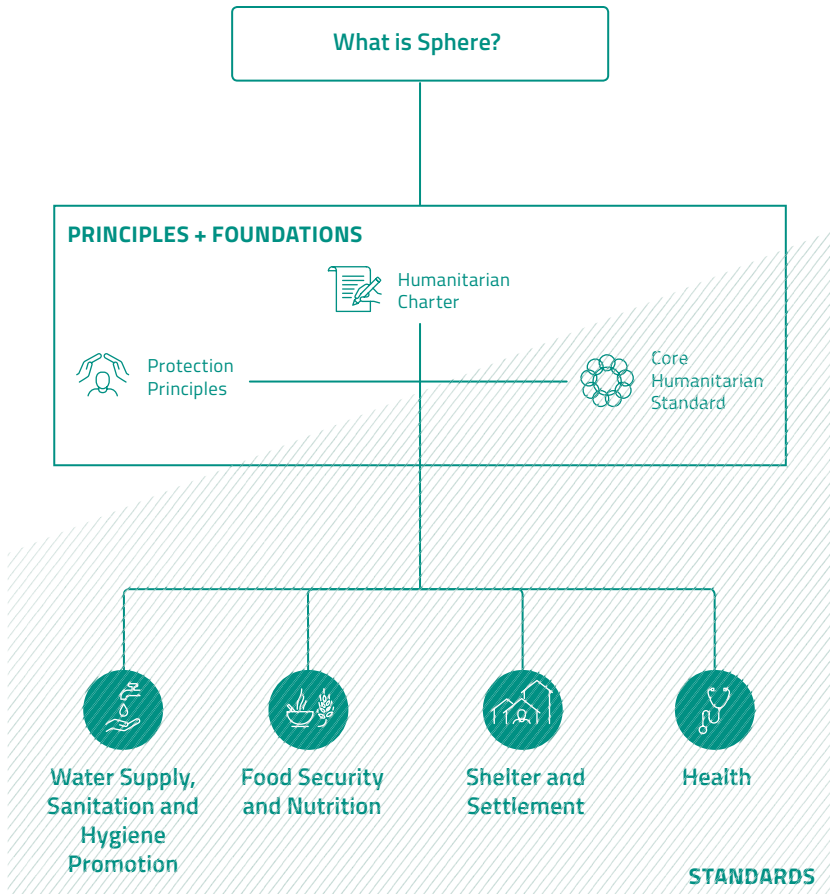 What is Sphere?
PRINCIPLES + FOUNDATIONS
Humanitarian
Charter
Protection
Principles
Core
Humanitarian
Standard
Water Supply,
Sanitation and
Hygiene
Promotion
Food Security
and Nutrition
Shelter and
Settlement
Health
STANDARDS